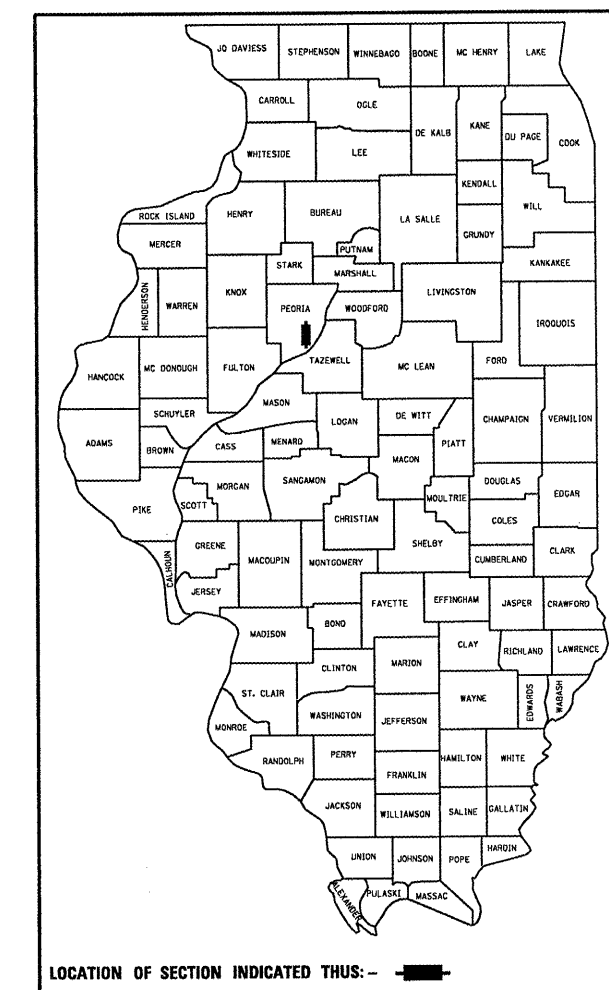 JO DAVIESS STEPHENSON WINNEBAGO BOONE MC HENRY LAKE
CARROLL OGLE DE KALB KANE DU PAGE COOK
WHITESIDE LEE KENDALL WILL
ROCK ISLAND HENRY BUREAU LA SALLE GRUNDY
MERCER PUTNAM KANKAKEE
HENDERSON WARREN KNOX STARK MARSHALL LIVINGSTON
PEORIA WOODFORD IROQUOIS
HANCOCK MC DONOUGH FULTON TAZEWELL MC LEAN FORD
MASON
SCHUYLER LOGAN DE WITT CHAMPAIGN VERMILION
ADAMS BROWN CASS MENARD MACON PIATT
PIKE SCOTT MORGAN SANGAMON MOULTRIE DOUGLAS EDGAR
CHRISTIAN COLES
CALHOUN GREENE MACOUPIN MONTGOMERY SHELBY CUMBERLAND CLARK
JERSEY FAYETTE EFFINGHAM JASPER CRAWFORD
MADISON BOND
CLINTON MARION CLAY RICHLAND LAWRENCE
ST. CLAIR WAYNE EDWARDS WABASH
MONROE WASHINGTON JEFFERSON
RANDOLPH PERRY HAMILTON WHITE
FRANKLIN
JACKSON WILLIAMSON SALINE GALLATIN
UNION JOHNSON POPE HARDIN
ALEXANDER PULASKI MASSAC
LOCATION OF SECTION INDICATED THUS:–